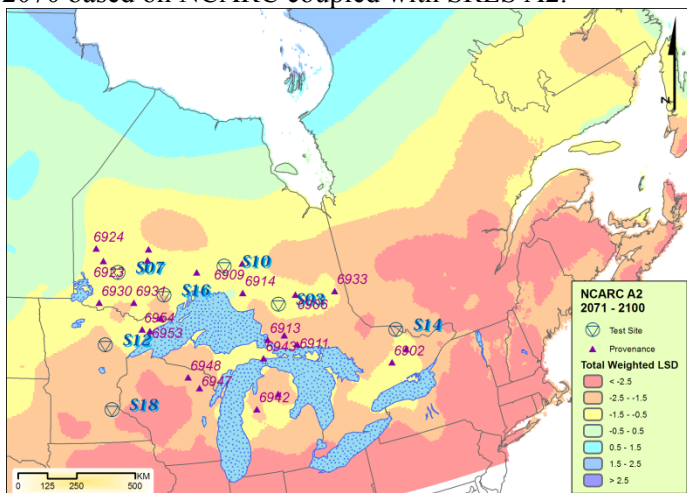 2070 based on NCARC coupled with SRES A2.
N
6924
6923
S07
S10
6909
6914
6933
6930
6931
S16
S03
6906
6954
6953
S12
6913
6943
6911
S14
6902
6948
6947
6942
S18
NCARC A2
2071 - 2100
Test Site
Provenance
Total Weighted LSD
< -2.5
-2.5 - -1.5
-1.5 - -0.5
-0.5 - 0.5
0.5 - 1.5
1.5 - 2.5
> 2.5
KM
0 125 250 500